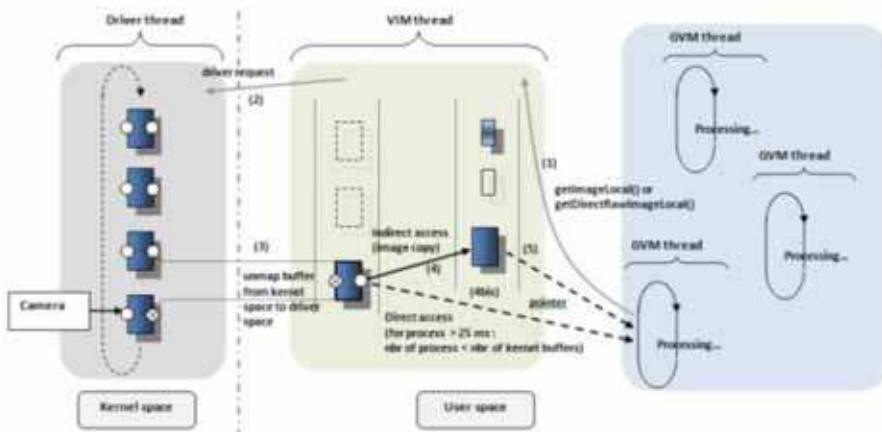 Driver thread
VIM thread
GVM thread
driver request
(2)
(1)
Processing...
GVM thread
getImageLocal() or
getDirectRawImageLocal()
Indirect access
(image copy)
(3)
(4)
(5)
GVM thread
Processing...
unmap buffer
from kernel
space to driver
space
Camera
pointer
Direct access
(for process > 25 ms :
nbr of process < nbr of kernel buffers)
Processing...
Kernel space
User space